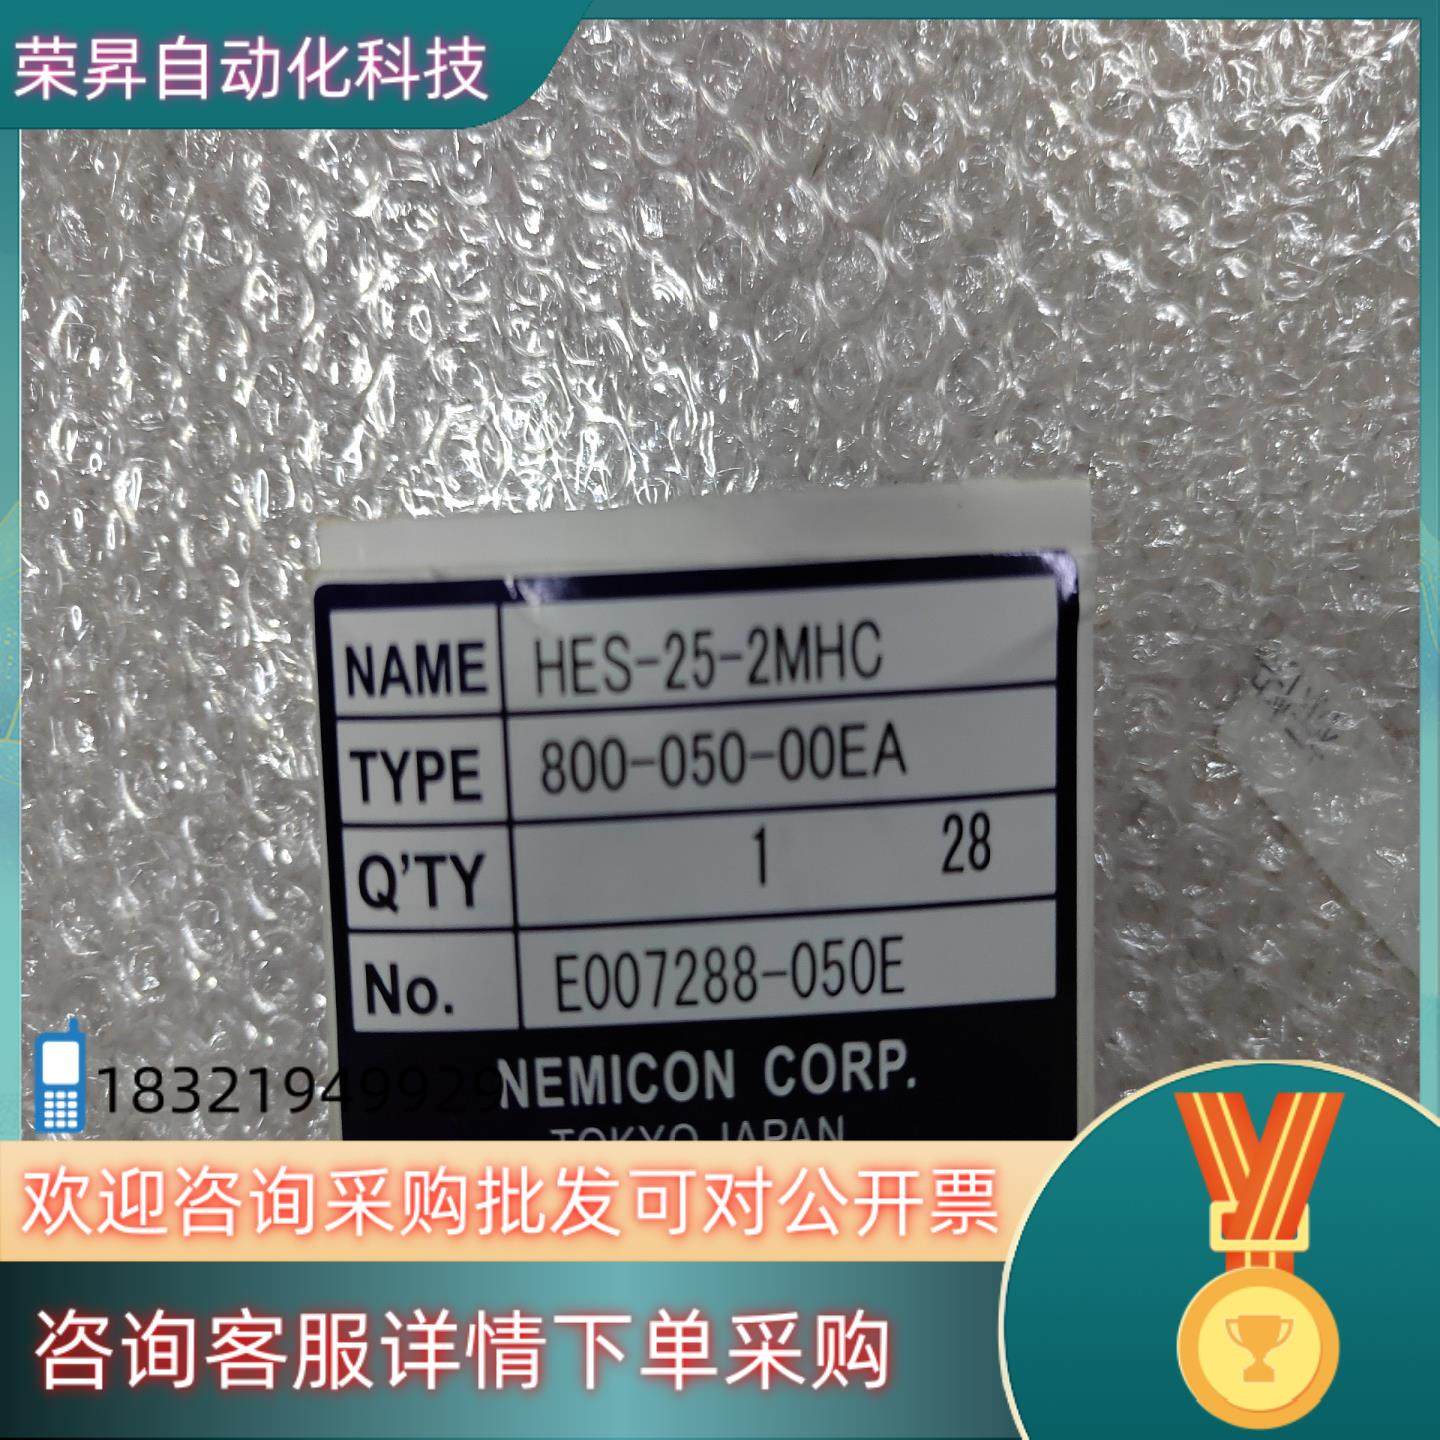 荣昇自动化科技
NAME HES-25-2MHC
TYPE 800-050-00EA
Q'TY 1 28
No. E007288-050E
NEMICON CORP.
TOKYO JAPAN
18321949929
欢迎咨询采购批发可对公开票
咨询客服详情下单采购